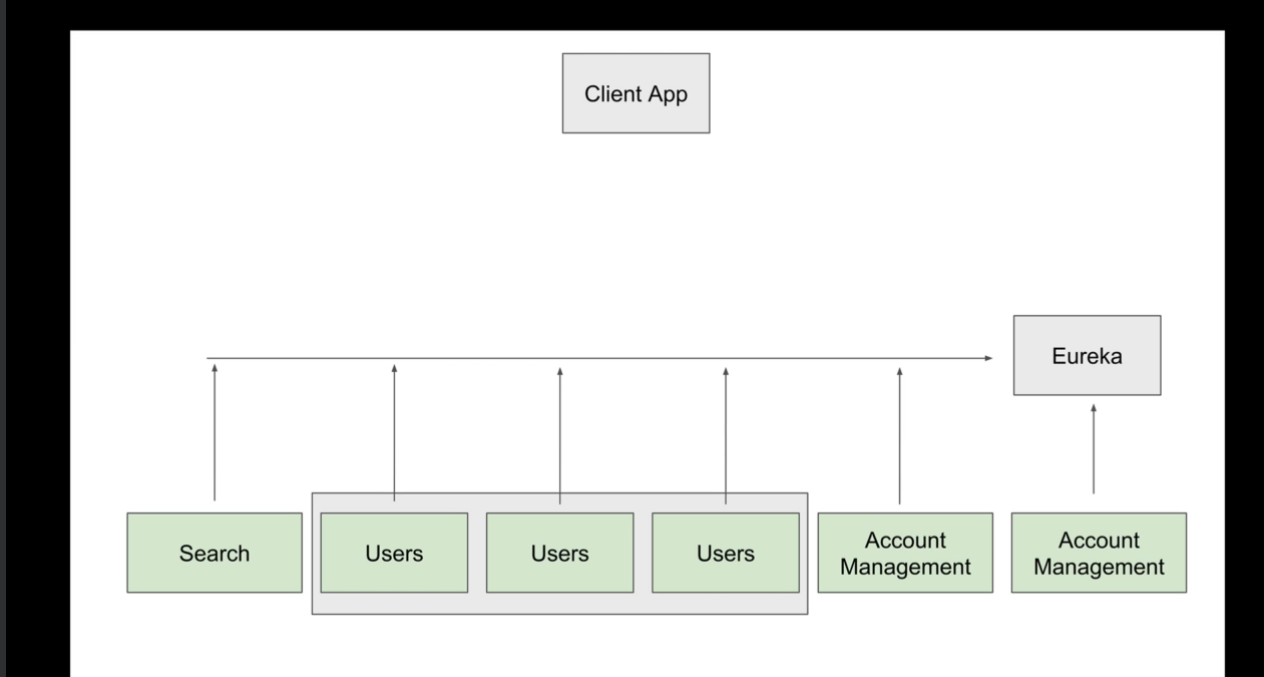 Client App
Eureka
Search
Users
Users
Users
Account
Management
Account
Management